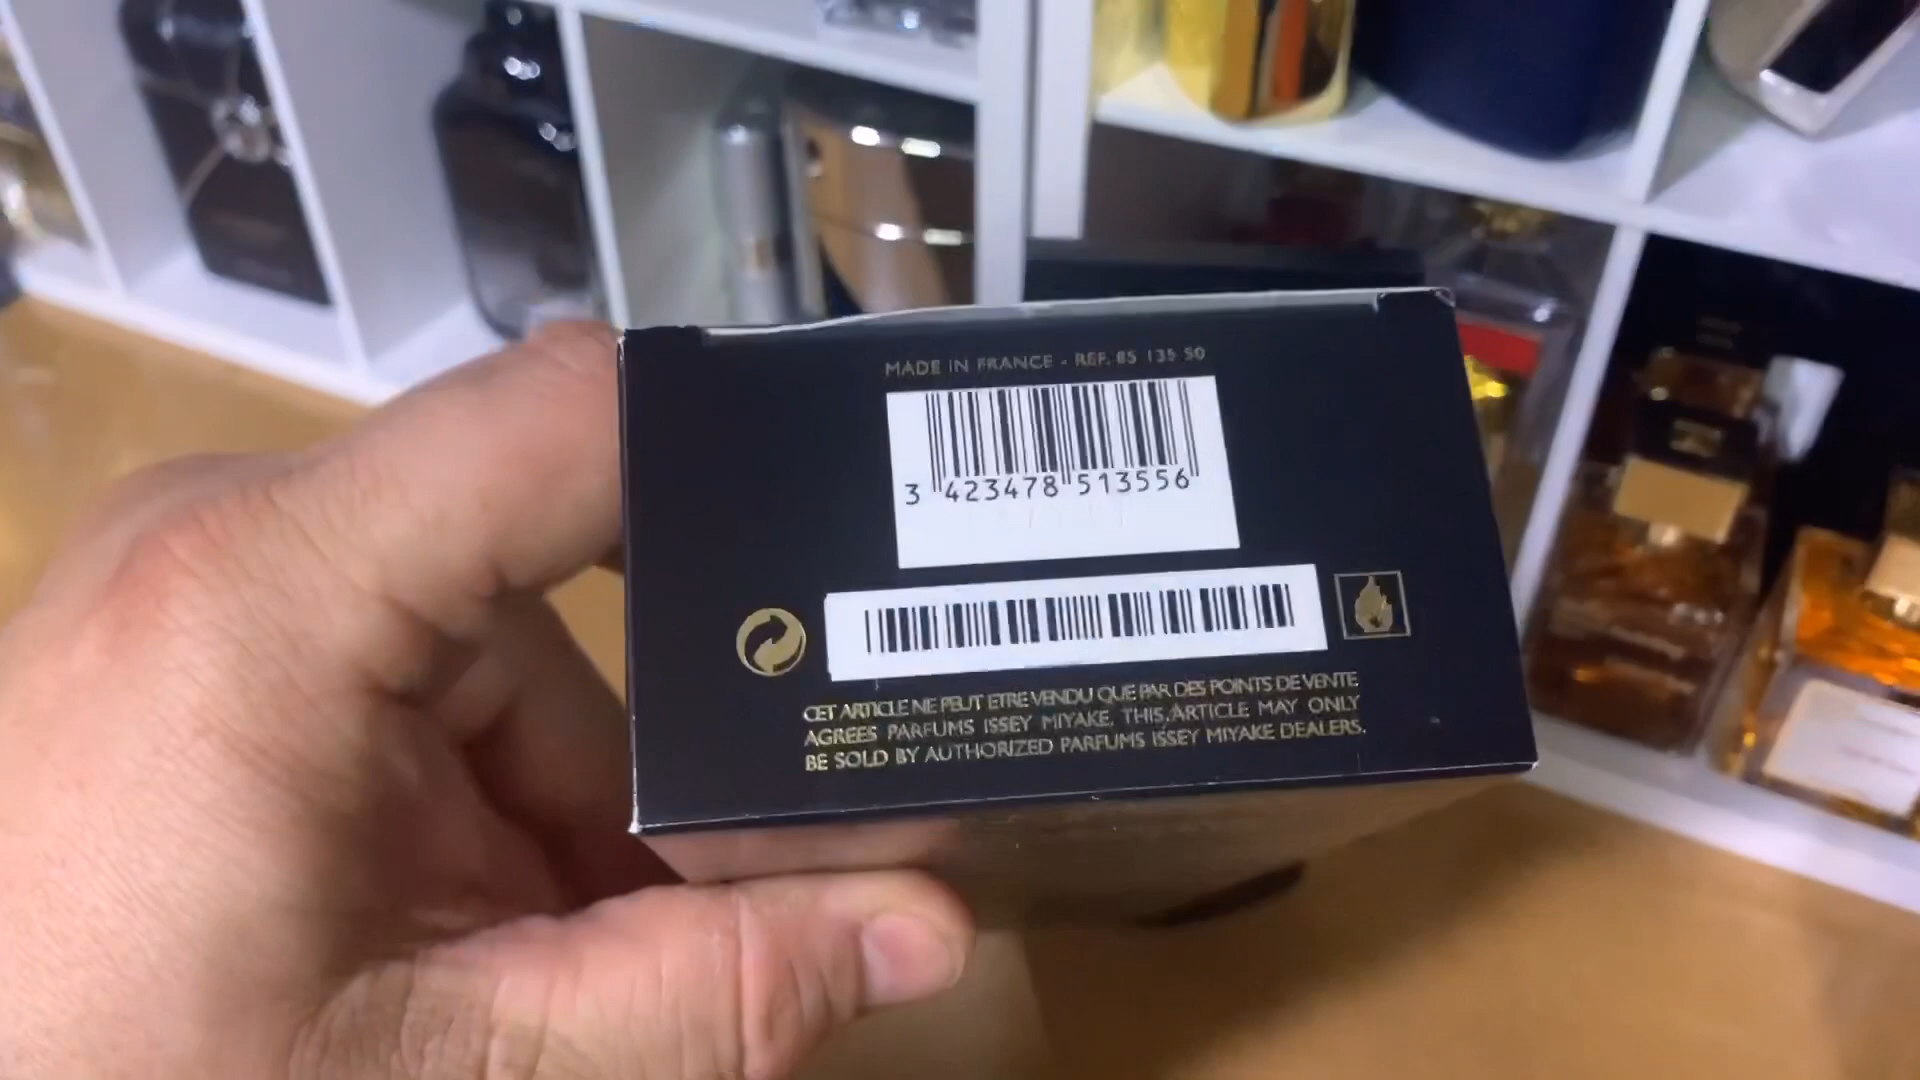 MADE IN FRANCE - REF. 85 135 50
3 423478 513556
CET ARTICLE NE PEUT ETRE VENDU QUE PAR DES POINTS DE VENTE
AGREES PARFUMS ISSEY MIYAKE. THIS ARTICLE MAY ONLY
BE SOLD BY AUTHORIZED PARFUMS ISSEY MIYAKE DEALERS.